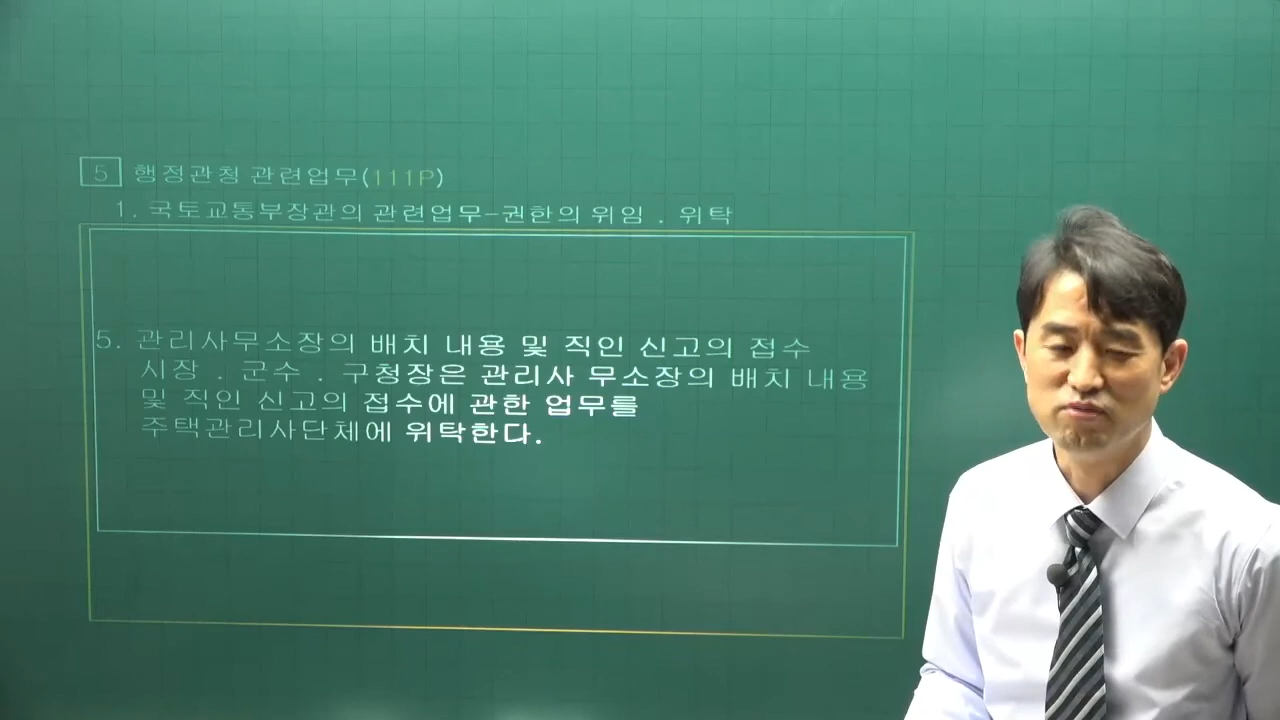 5 행정관청 관련업무(111P)
1. 국토교통부장관의 관련업무-권한의 위임 . 위탁
5. 관리사무소장의 배치 내용 및 직인 신고의 접수
시장 . 군수 . 구청장은 관리사 무소장의 배치 내용
및 직인 신고의 접수에 관한 업무를
주택관리사단체에 위탁한다.